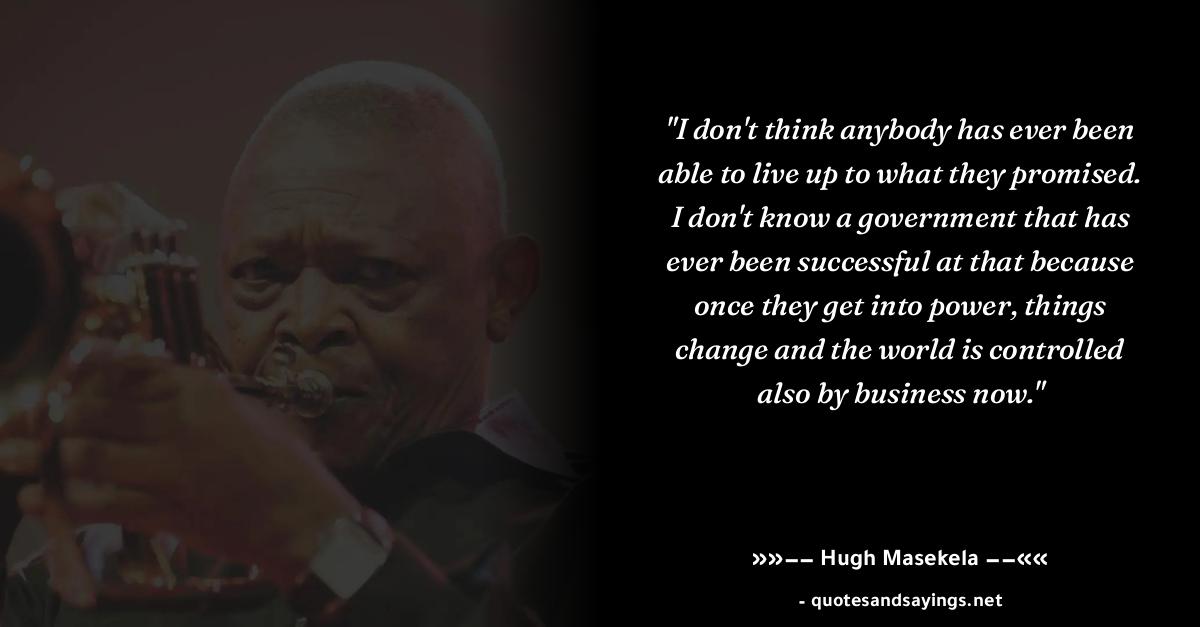 "I don't think anybody has ever been
able to live up to what they promised.
I don't know a government that has
ever been successful at that because
once they get into power, things
change and the world is controlled
also by business now."
»»−− Hugh Masekela −−««
- quotesandsayings.net